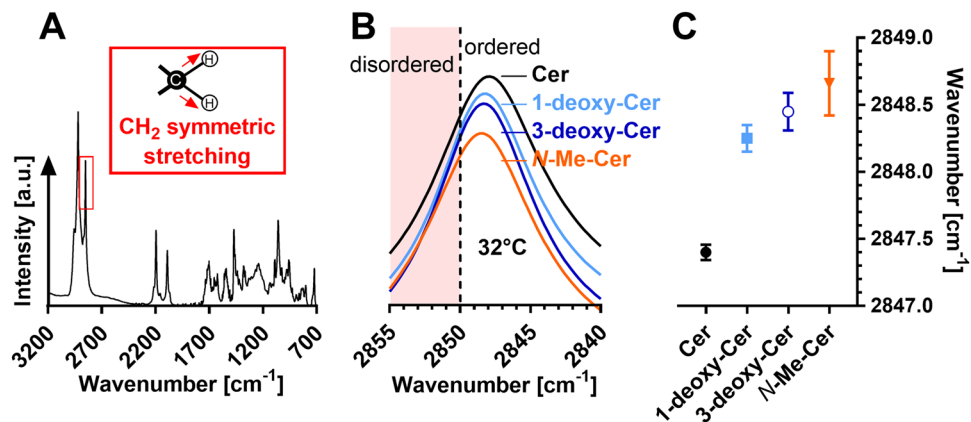 A
H
C
H
CH₂ symmetric
stretching
Intensity [a.u.]
3200
2700
2200
1700
1200
700
Wavenumber [cm⁻¹]
B
disordered
ordered
Cer
1-deoxy-Cer
3-deoxy-Cer
N-Me-Cer
32°C
2855
2850
2845
2840
Wavenumber [cm⁻¹]
C
2849.0
2848.5
2848.0
2847.5
2847.0
Wavenumber [cm⁻¹]
Cer
1-deoxy-Cer
3-deoxy-Cer
N-Me-Cer